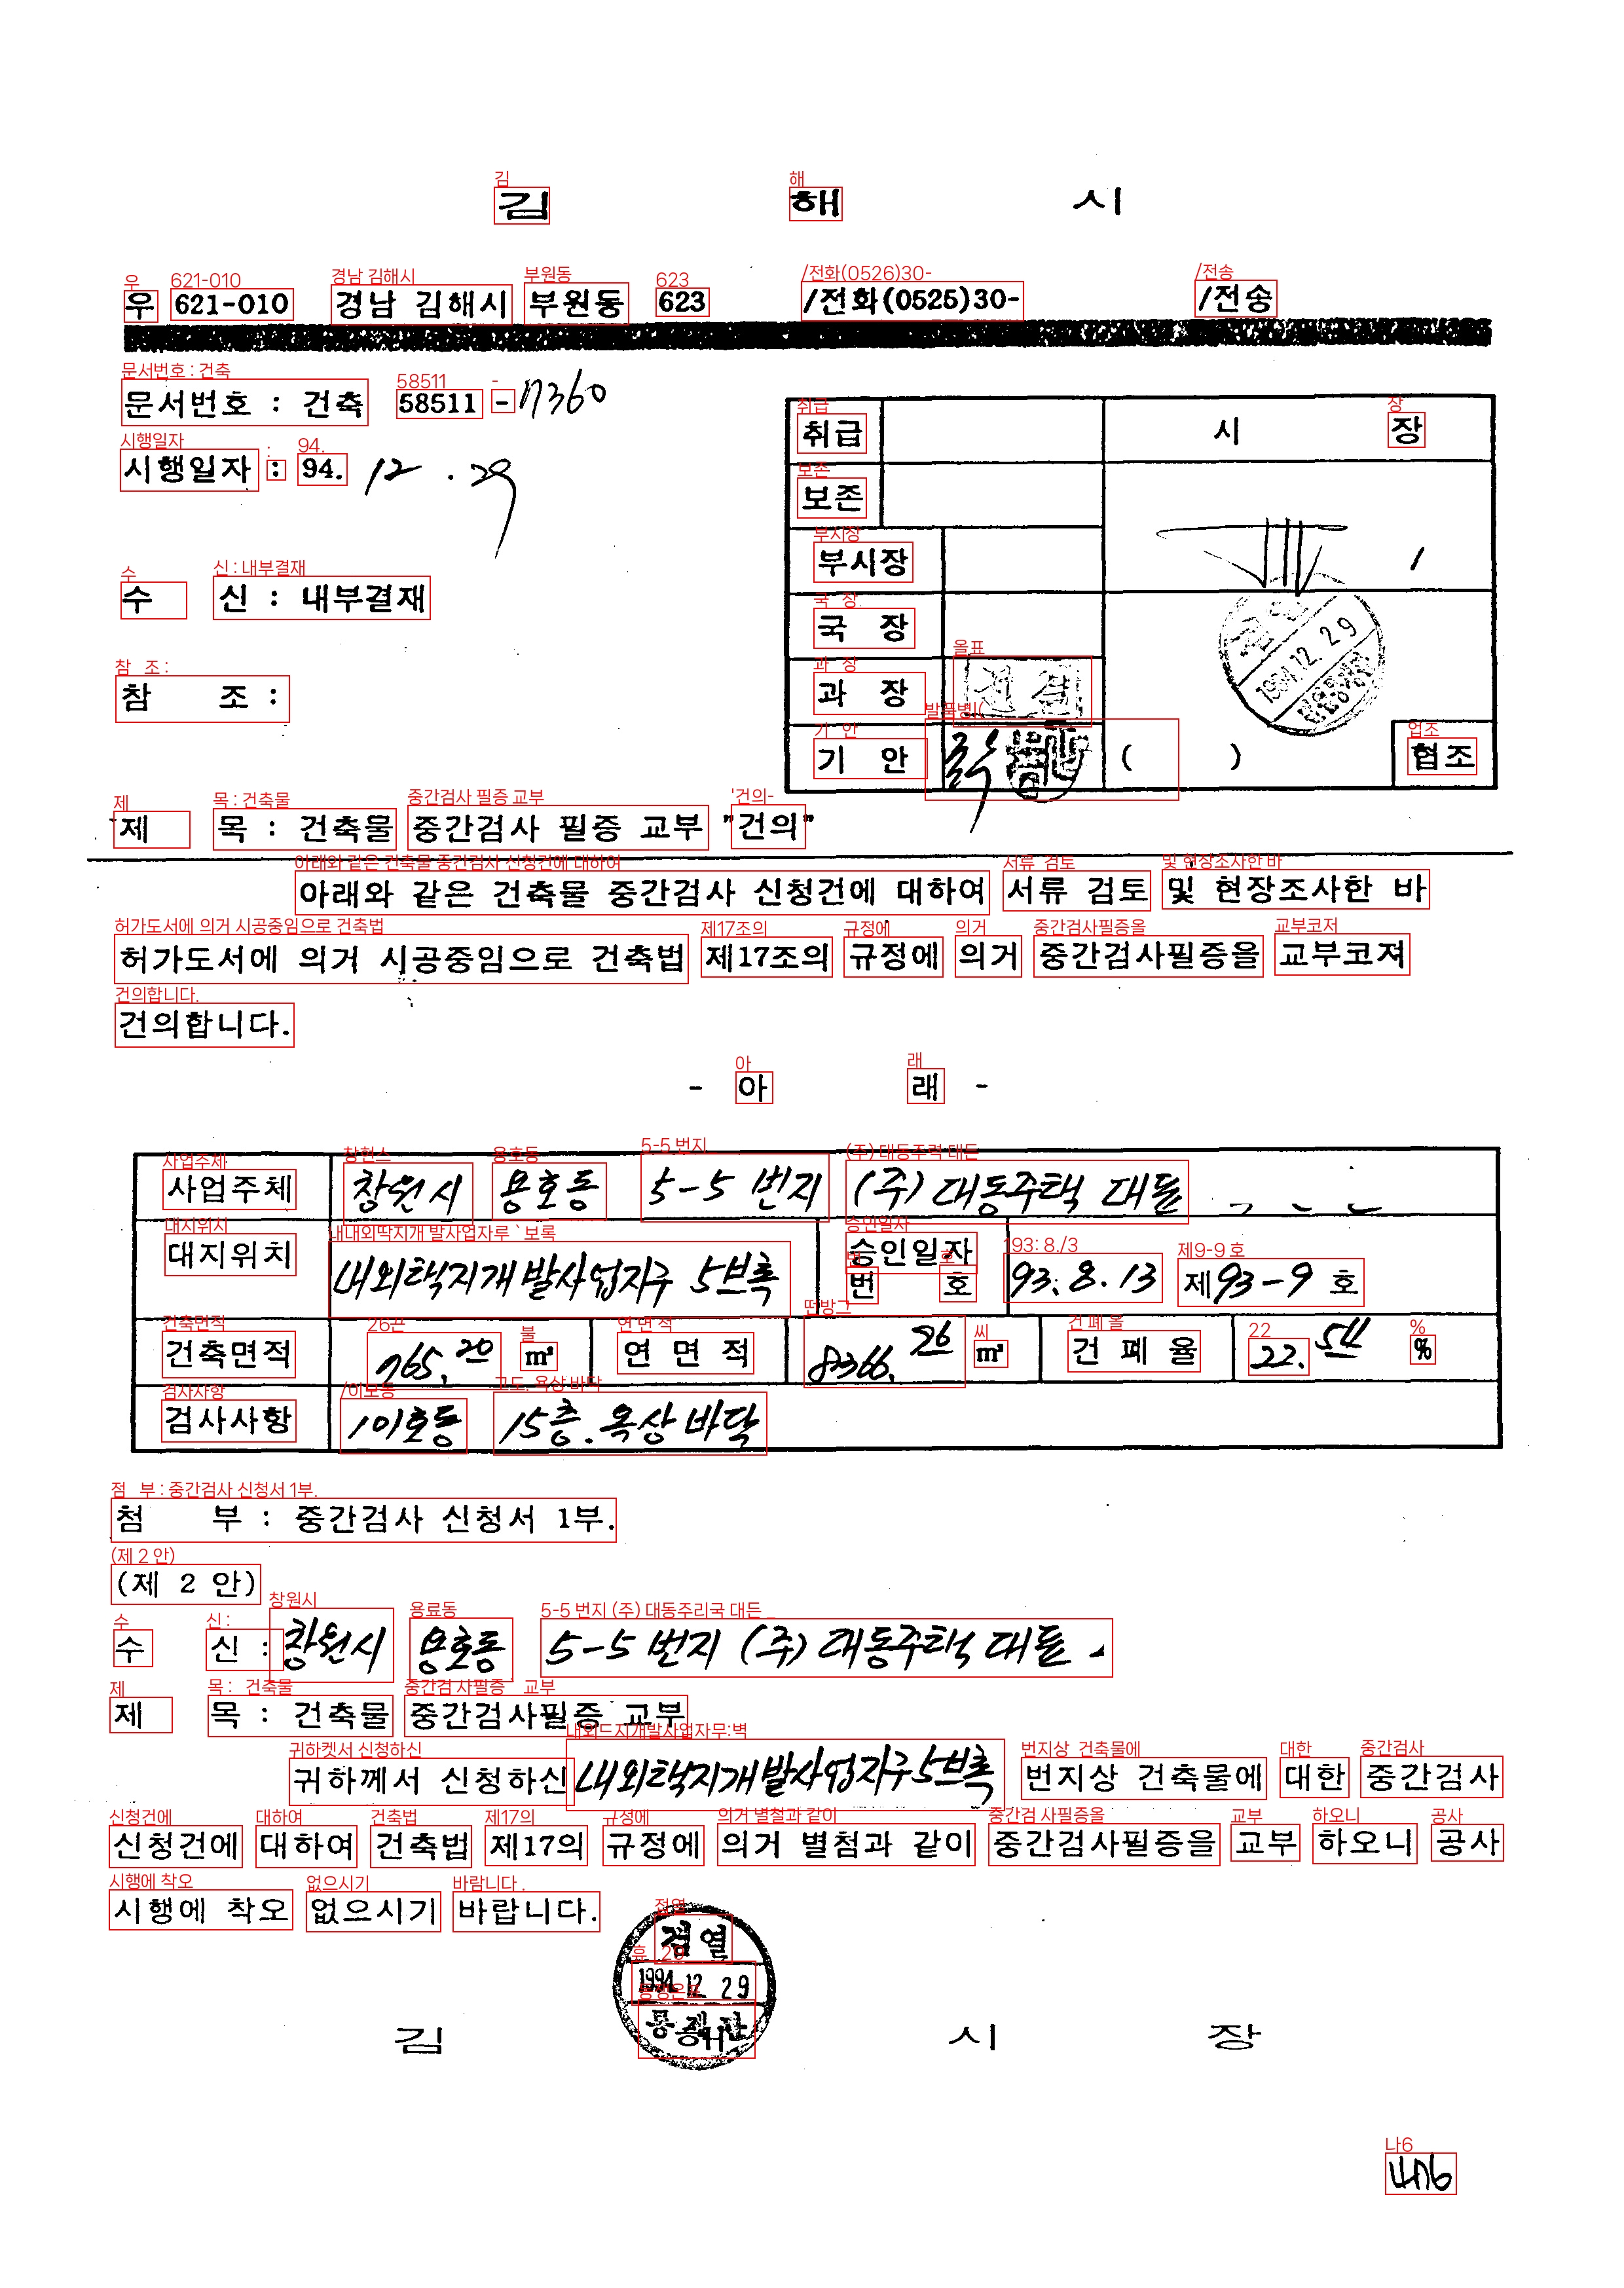 김 해 시
우 621-010 경남 김해시 부원동 623 /전화(0525)30- /전송
문서번호 : 건축 58511 - 7360
시행일자 : 94. 12 . 29
수 신 : 내부결재
참 조 :
취급 시 장
보존
부시장
국 장
과 장 전결
기 안 ( ) 협조
1994.12 29
제 목 : 건축물 중간검사 필증 교부 "건의"
아래와 같은 건축물 중간검사 신청건에 대하여 서류 검토 및 현장조사한 바
허가도서에 의거 시공중임으로 건축법 제17조의 규정에 의거 중간검사필증을 교부코져
건의합니다.
- 아 래 -
사업주체 창원시 용호동 5-5 번지 (주) 대동주택 대돌
대지위치 내외택지개발사업지구 5브럭 승인일자 번 호 93. 8. 13 제93-9 호
건축면적 765.20 m² 연 면 적 8366.26 m² 건 폐 율 22.54 %
검사사항 101호동 15층. 옥상 바닥
첨 부 : 중간검사 신청서 1부.
(제 2 안)
수 신 : 창원시 용호동 5-5 번지 (주) 대동주택 대돌
제 목 : 건축물 중간검사필증 교부
귀하께서 신청하신 내외택지개발사업지구 5브럭 번지상 건축물에 대한 중간검사
신청건에 대하여 건축법 제17의 규정에 의거 별첨과 같이 중간검사필증을 교부 하오니 공사
시행에 착오 없으시기 바랍니다.
검열
1994.12 29
통제관
김 해 시 장